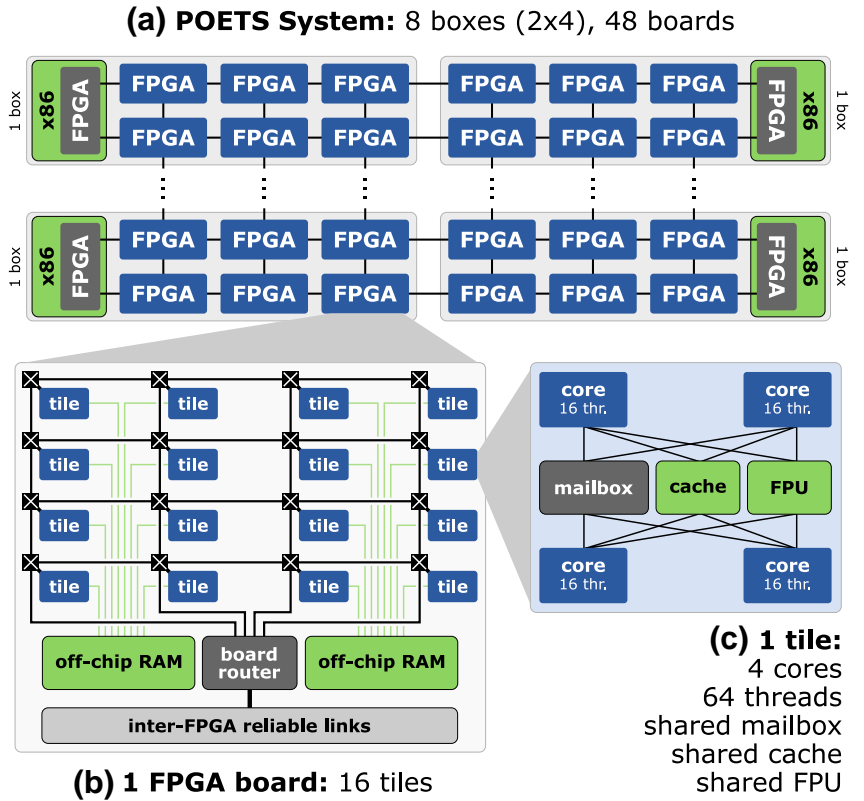 (a) POETS System: 8 boxes (2x4), 48 boards
1 box
x86
FPGA
FPGA FPGA FPGA FPGA FPGA FPGA
FPGA FPGA FPGA FPGA FPGA FPGA
FPGA
x86
1 box
1 box
x86
FPGA
FPGA FPGA FPGA FPGA FPGA FPGA
FPGA FPGA FPGA FPGA FPGA FPGA
FPGA
x86
1 box
tile tile tile tile
tile tile tile tile
tile tile tile tile
tile tile tile tile
off-chip RAM
board
router
off-chip RAM
inter-FPGA reliable links
(b) 1 FPGA board: 16 tiles
core
16 thr.
core
16 thr.
mailbox cache FPU
core
16 thr.
core
16 thr.
(c) 1 tile:
4 cores
64 threads
shared mailbox
shared cache
shared FPU